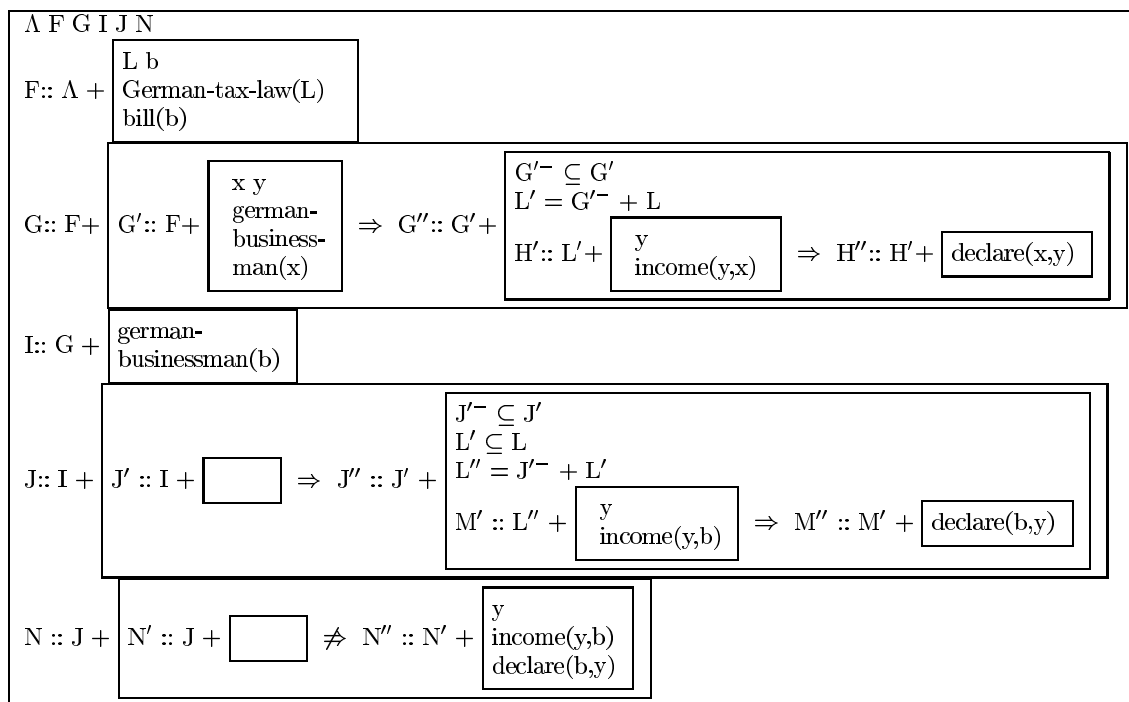 Λ F G I J N
L b
F:: Λ + German-tax-law(L)
bill(b)
x y
german-
business-
man(x)
G:: F+ G′:: F+ ⇒ G′′:: G′+
G′⁻ ⊆ G′
L′ = G′⁻ + L
y
H′:: L′+ income(y,x) ⇒ H′′:: H′+ declare(x,y)
german-
I:: G + businessman(b)
J:: I + J′ :: I + ⇒ J′′ :: J′ +
J′⁻ ⊆ J′
L′ ⊆ L
L′′ = J′⁻ + L′
y
M′ :: L′′ + income(y,b) ⇒ M′′ :: M′ + declare(b,y)
y
N :: J + N′ :: J + ⇏ N′′ :: N′ + income(y,b)
declare(b,y)